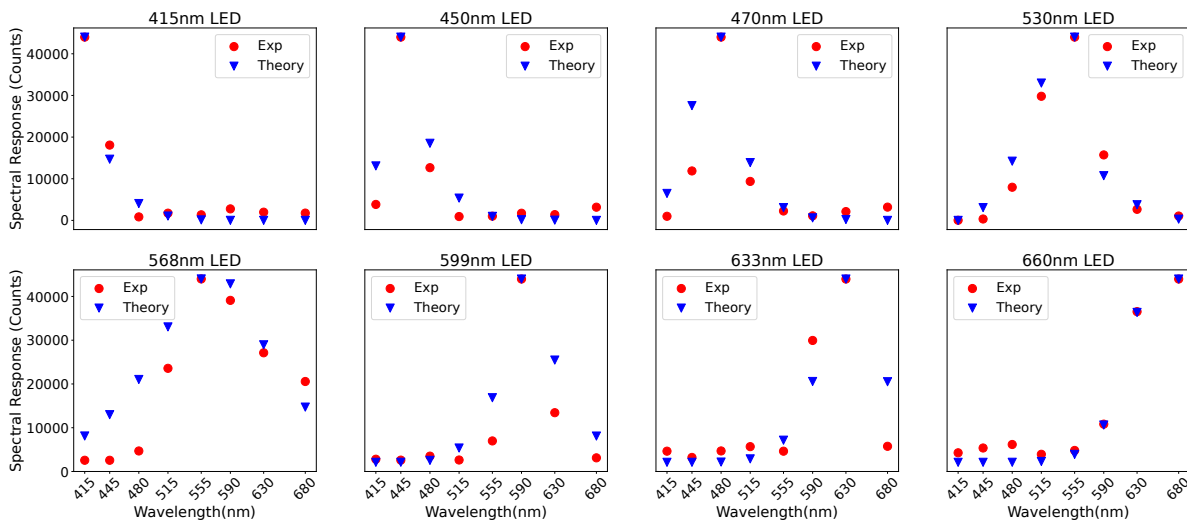 415nm LED
450nm LED
470nm LED
530nm LED
Spectral Response (Counts)
40000
30000
20000
10000
0
Exp
Theory
Exp
Theory
Exp
Theory
Exp
Theory
568nm LED
599nm LED
633nm LED
660nm LED
Spectral Response (Counts)
40000
30000
20000
10000
0
Exp
Theory
Exp
Theory
Exp
Theory
Exp
Theory
415 445 480 515 555 590 630 680
415 445 480 515 555 590 630 680
415 445 480 515 555 590 630 680
415 445 480 515 555 590 630 680
Wavelength(nm)
Wavelength(nm)
Wavelength(nm)
Wavelength(nm)